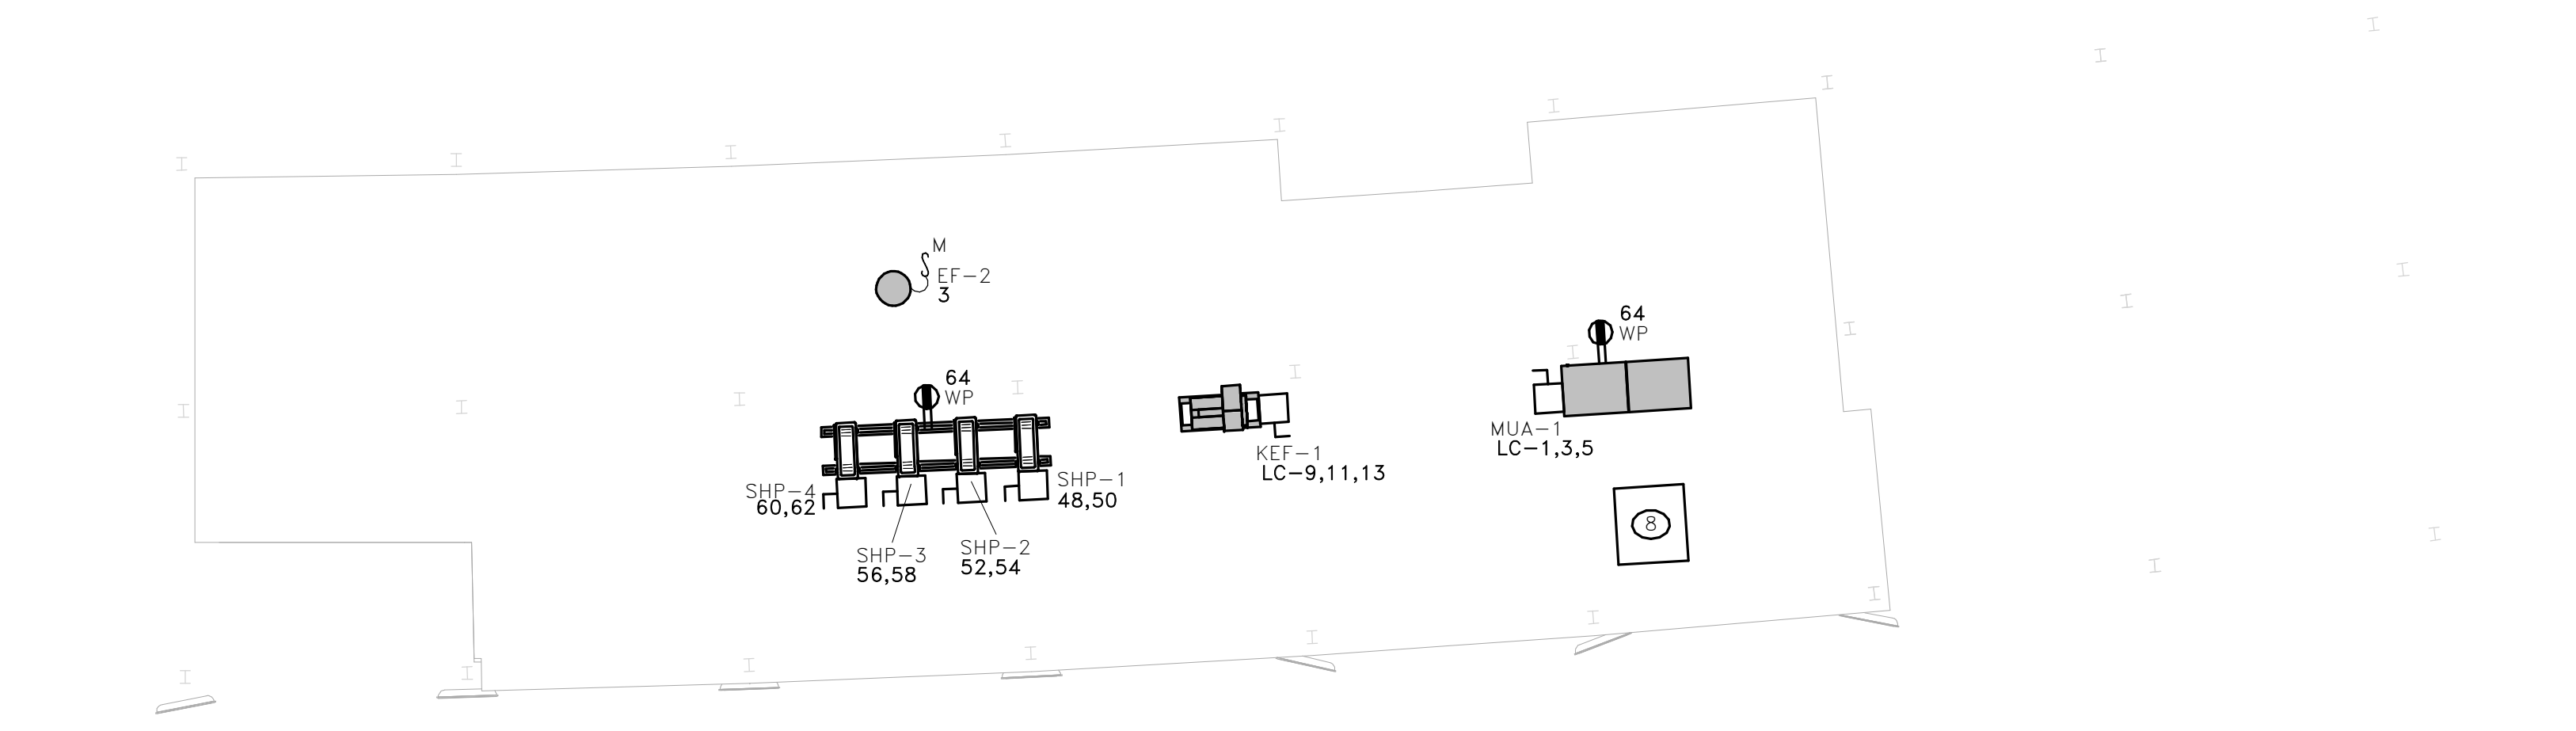 M
EF-2
3
64
WP
64
WP
MUA-1
LC-1,3,5
KEF-1
LC-9,11,13
SHP-4
60,62
SHP-1
48,50
SHP-3
56,58
SHP-2
52,54
8